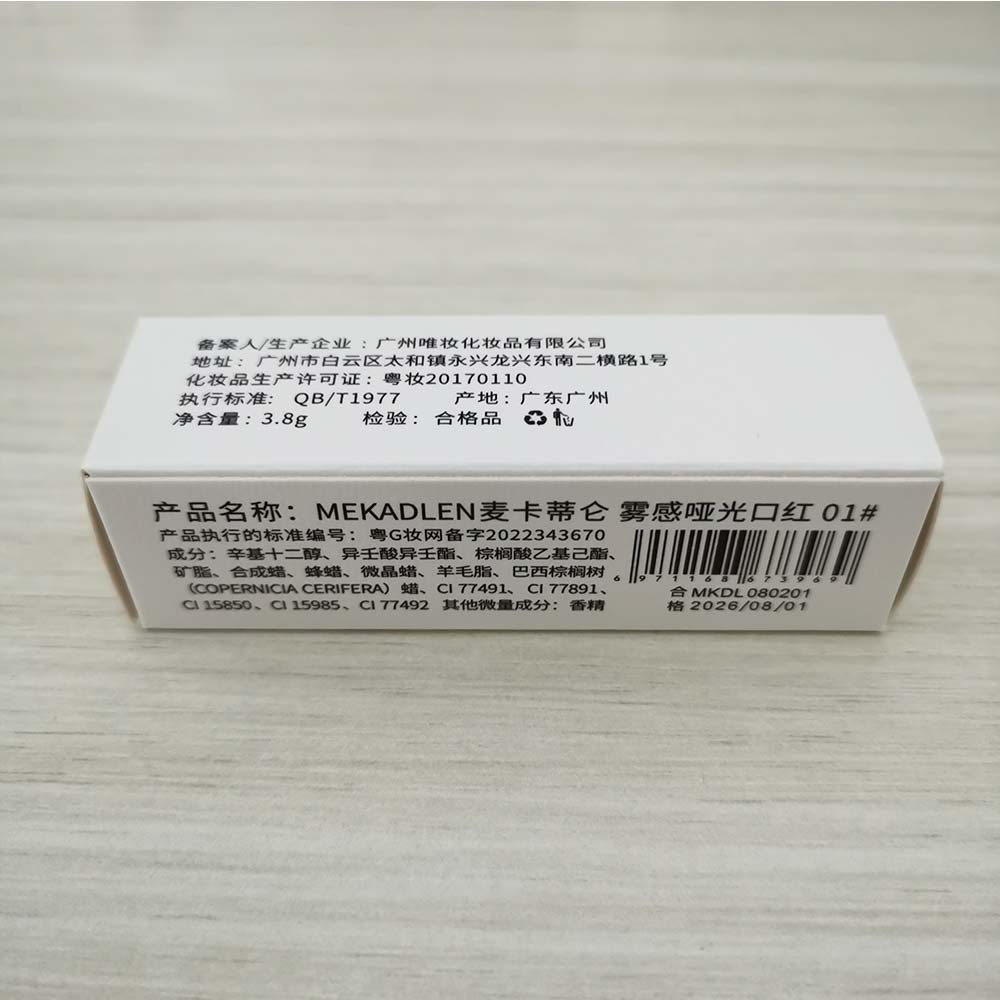 备案人/生产企业：广州唯妆化妆品有限公司
地址：广州市白云区太和镇永兴龙兴东南二横路1号
化妆品生产许可证：粤妆20170110
执行标准：QB/T1977 产地：广东广州
净含量：3.8g 检验：合格品
产品名称：MEKADLEN麦卡蒂仑 雾感哑光口红 01#
产品执行的标准编号：粤G妆网备字2022343670
成分：辛基十二醇、异壬酸异壬酯、棕榈酸乙基己酯、
矿脂、合成蜡、蜂蜡、微晶蜡、羊毛脂、巴西棕榈树
（COPERNICIA CERIFERA）蜡、CI 77491、CI 77891、
CI 15850、CI 15985、CI 77492 其他微量成分：香精
6 971168 673969
合 MKDL 080201
格 2026/08/01